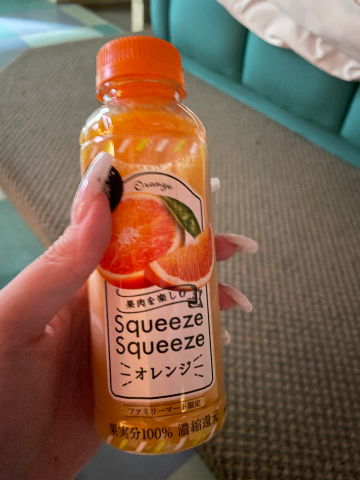 果肉を楽しむ
Squeeze
Squeeze
オレンジ
ファミリーマート限定
果実分100% 濃縮還元